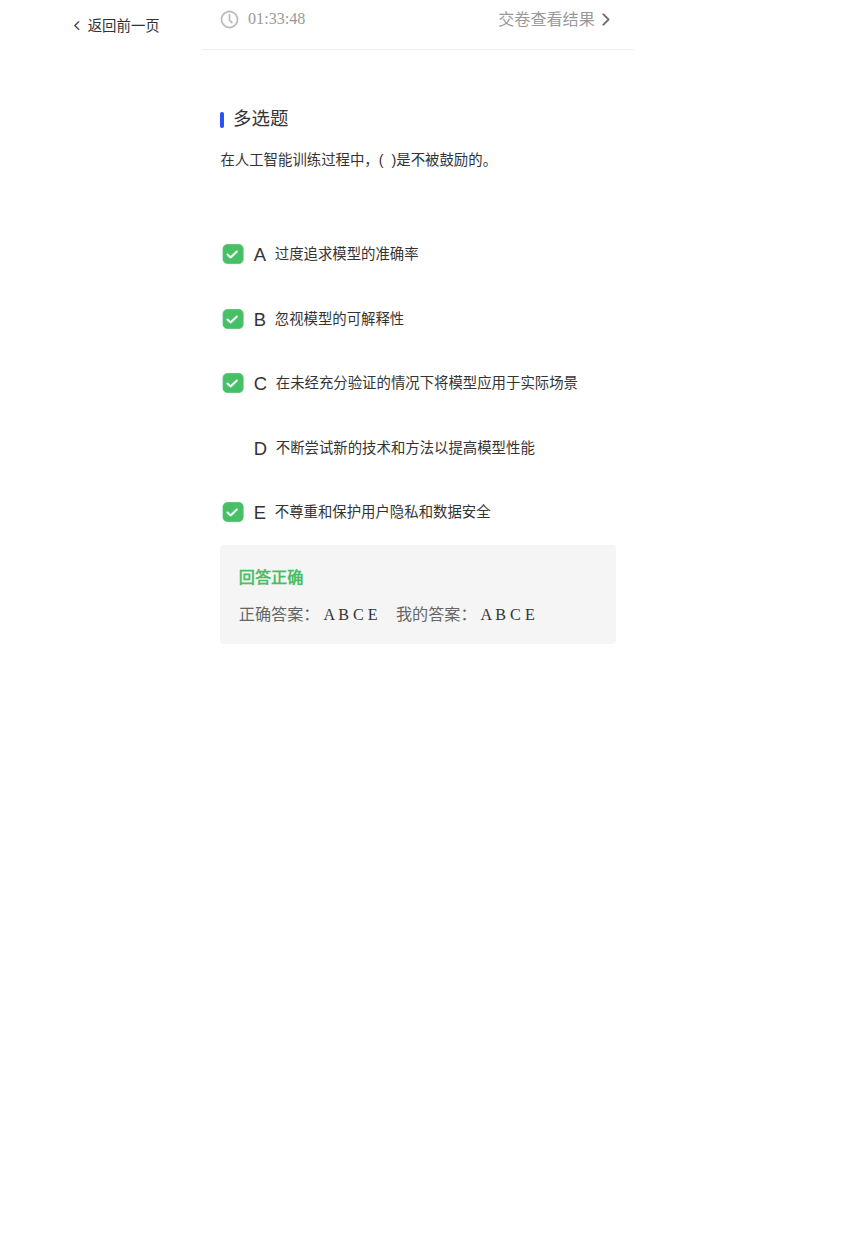 返回前一页
01:33:48 交卷查看结果
多选题
在人工智能训练过程中，( )是不被鼓励的。
A 过度追求模型的准确率
B 忽视模型的可解释性
C 在未经充分验证的情况下将模型应用于实际场景
D 不断尝试新的技术和方法以提高模型性能
E 不尊重和保护用户隐私和数据安全
回答正确
正确答案： A B C E 我的答案： A B C E